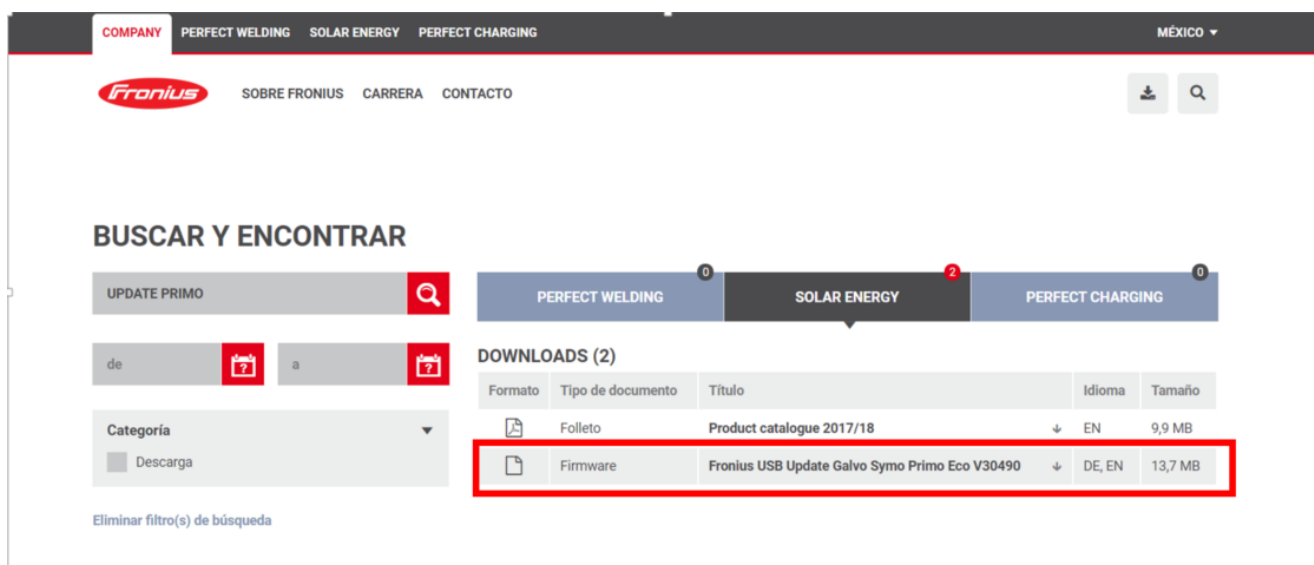 COMPANY PERFECT WELDING SOLAR ENERGY PERFECT CHARGING MÉXICO
Fronius SOBRE FRONIUS CARRERA CONTACTO
BUSCAR Y ENCONTRAR
UPDATE PRIMO
de ? a ?
Categoría
Descarga
Eliminar filtro(s) de búsqueda
0 2 0
PERFECT WELDING SOLAR ENERGY PERFECT CHARGING
DOWNLOADS (2)
Formato Tipo de documento Título Idioma Tamaño
Folleto Product catalogue 2017/18 EN 9,9 MB
Firmware Fronius USB Update Galvo Symo Primo Eco V30490 DE, EN 13,7 MB